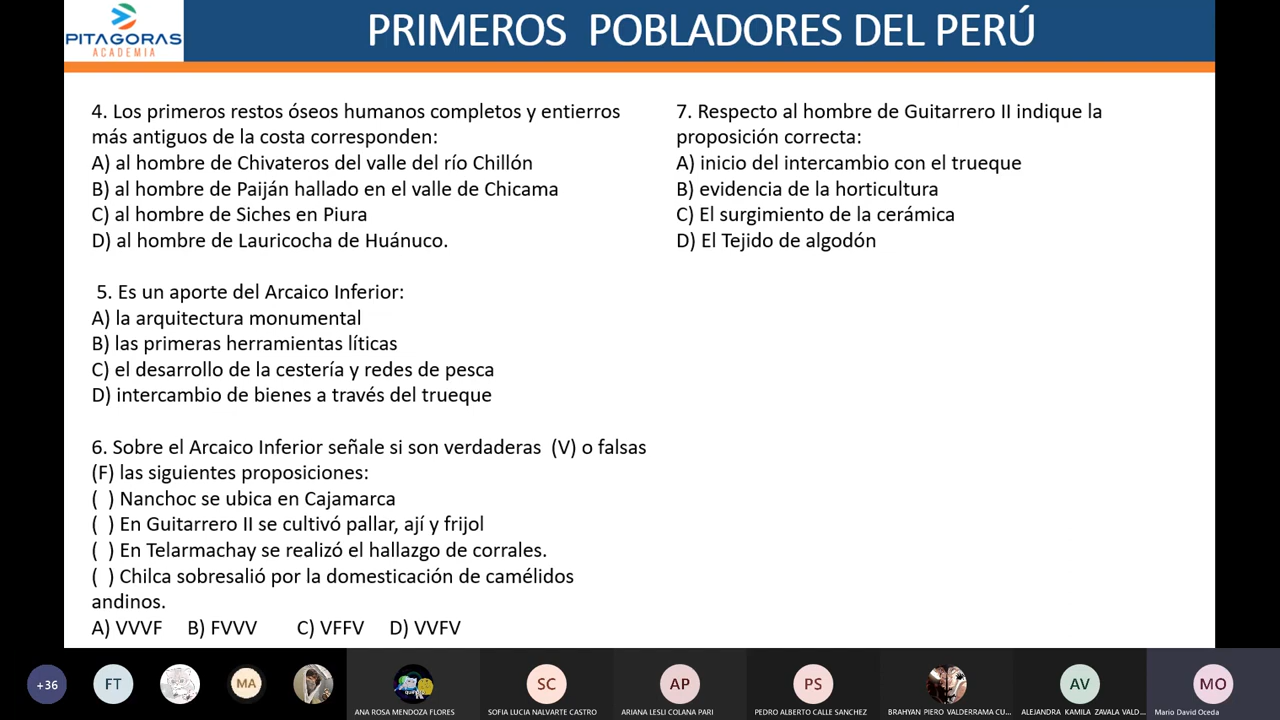 PITAGORAS
ACADEMIA
PRIMEROS POBLADORES DEL PERÚ
4. Los primeros restos óseos humanos completos y entierros
más antiguos de la costa corresponden:
A) al hombre de Chivateros del valle del río Chillón
B) al hombre de Paiján hallado en el valle de Chicama
C) al hombre de Siches en Piura
D) al hombre de Lauricocha de Huánuco.
5. Es un aporte del Arcaico Inferior:
A) la arquitectura monumental
B) las primeras herramientas líticas
C) el desarrollo de la cestería y redes de pesca
D) intercambio de bienes a través del trueque
6. Sobre el Arcaico Inferior señale si son verdaderas (V) o falsas
(F) las siguientes proposiciones:
( ) Nanchoc se ubica en Cajamarca
( ) En Guitarrero II se cultivó pallar, ají y frijol
( ) En Telarmachay se realizó el hallazgo de corrales.
( ) Chilca sobresalió por la domesticación de camélidos
andinos.
A) VVVF B) FVVV C) VFFV D) VVFV
7. Respecto al hombre de Guitarrero II indique la
proposición correcta:
A) inicio del intercambio con el trueque
B) evidencia de la horticultura
C) El surgimiento de la cerámica
D) El Tejido de algodón
+36 FT MA SC AP PS AV MO
ANA ROSA MENDOZA FLORES SOFIA LUCIA NALVARTE CASTRO ARIANA LESLI COLANA PARI PEDRO ALBERTO CALLE SANCHEZ BRAHYAN PIERO VALDERRAMA CU... ALEJANDRA KAMILA ZAVALA VALD... Mario David Oceda